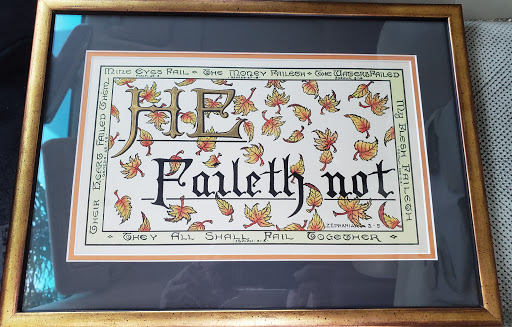 Mine Eyes Fail • The Money Faileth • The Waters Failed
Their Hearts Failed Them
HE
Faileth not
ZEPHANIAH 3-5
My Flesh Faileth
They All Shall Fail Together